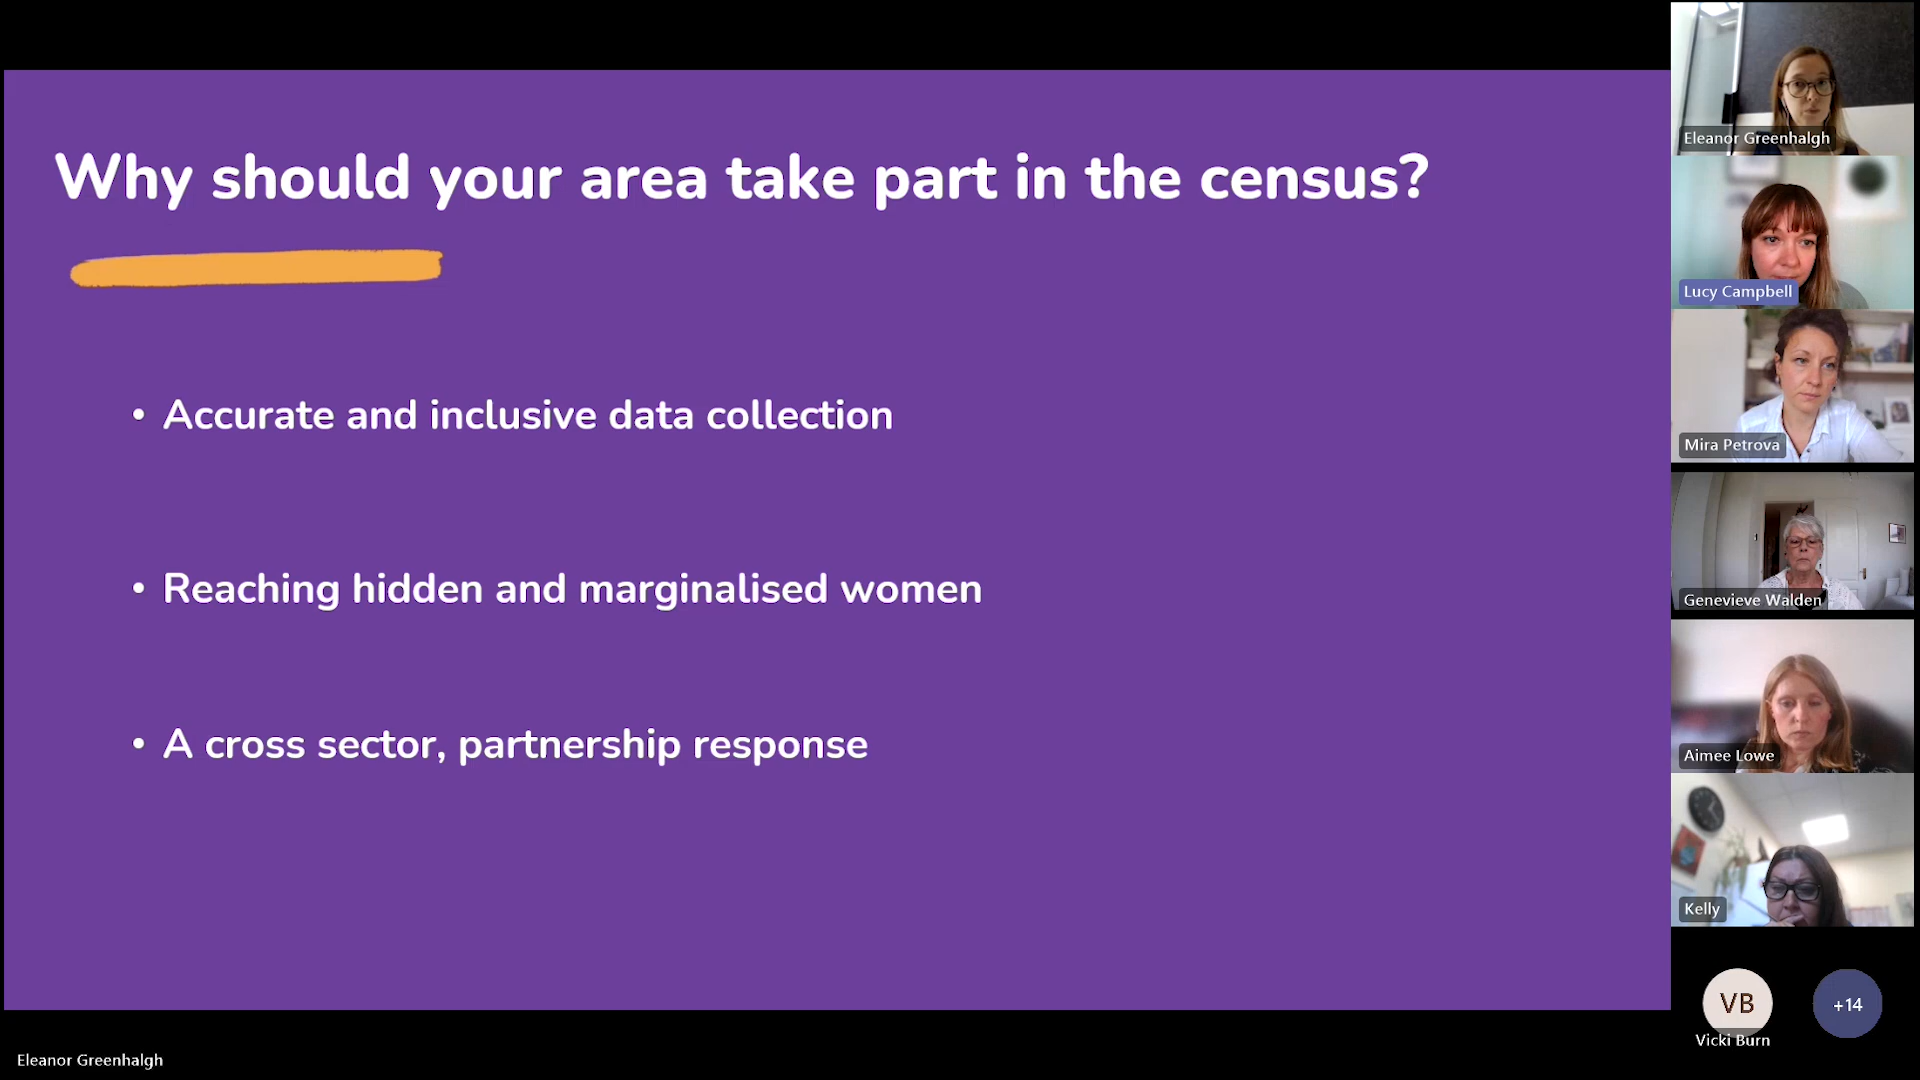 Why should your area take part in the census?
• Accurate and inclusive data collection
• Reaching hidden and marginalised women
• A cross sector, partnership response
Eleanor Greenhalgh
Lucy Campbell
Mira Petrova
Genevieve Walden
Aimee Lowe
Kelly
VB
+14
Vicki Burn
Eleanor Greenhalgh